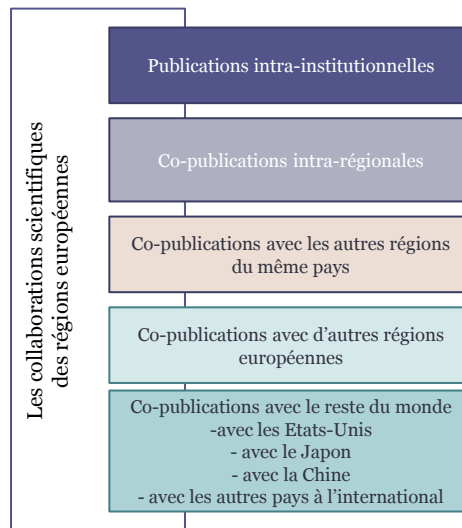 Les collaborations scientifiques
des régions européennes
Publications intra-institutionnelles
Co-publications intra-régionales
Co-publications avec les autres régions
du même pays
Co-publications avec d’autres régions
européennes
Co-publications avec le reste du monde
-avec les Etats-Unis
- avec le Japon
- avec la Chine
- avec les autres pays à l’international